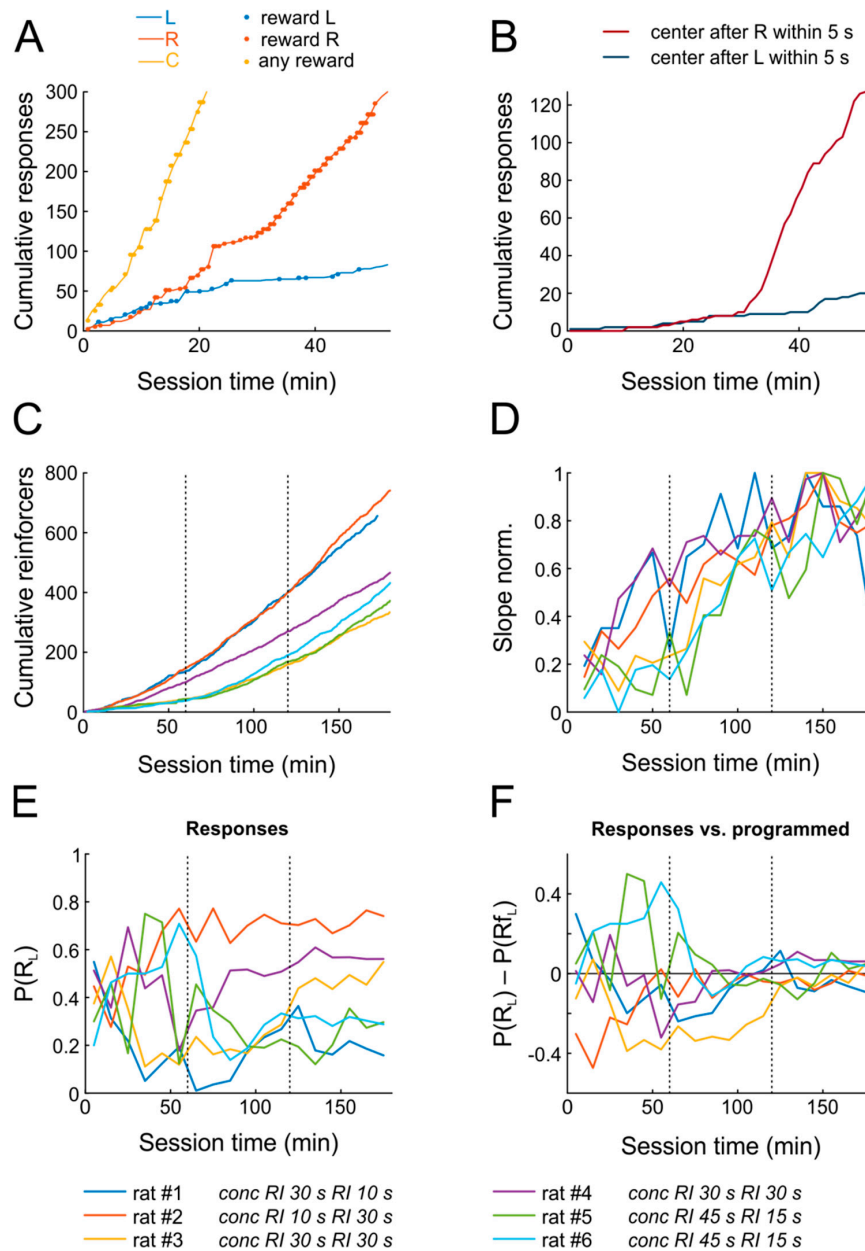 A
L
R
C
reward L
reward R
any reward
Cumulative responses
300
250
200
150
100
50
0
0 20 40
Session time (min)
B
center after R within 5 s
center after L within 5 s
Cumulative responses
120
100
80
60
40
20
0
0 20 40
Session time (min)
C
Cumulative reinforcers
800
600
400
200
0
0 50 100 150
Session time (min)
D
Slope norm.
1
0.8
0.6
0.4
0.2
0
0 50 100 150
Session time (min)
E
Responses
P(R_L)
1
0.8
0.6
0.4
0.2
0
0 50 100 150
Session time (min)
F
Responses vs. programmed
P(R_L) – P(Rf_L)
0.4
0
-0.4
0 50 100 150
Session time (min)
rat #1 conc RI 30 s RI 10 s
rat #2 conc RI 10 s RI 30 s
rat #3 conc RI 30 s RI 30 s
rat #4 conc RI 30 s RI 30 s
rat #5 conc RI 45 s RI 15 s
rat #6 conc RI 45 s RI 15 s